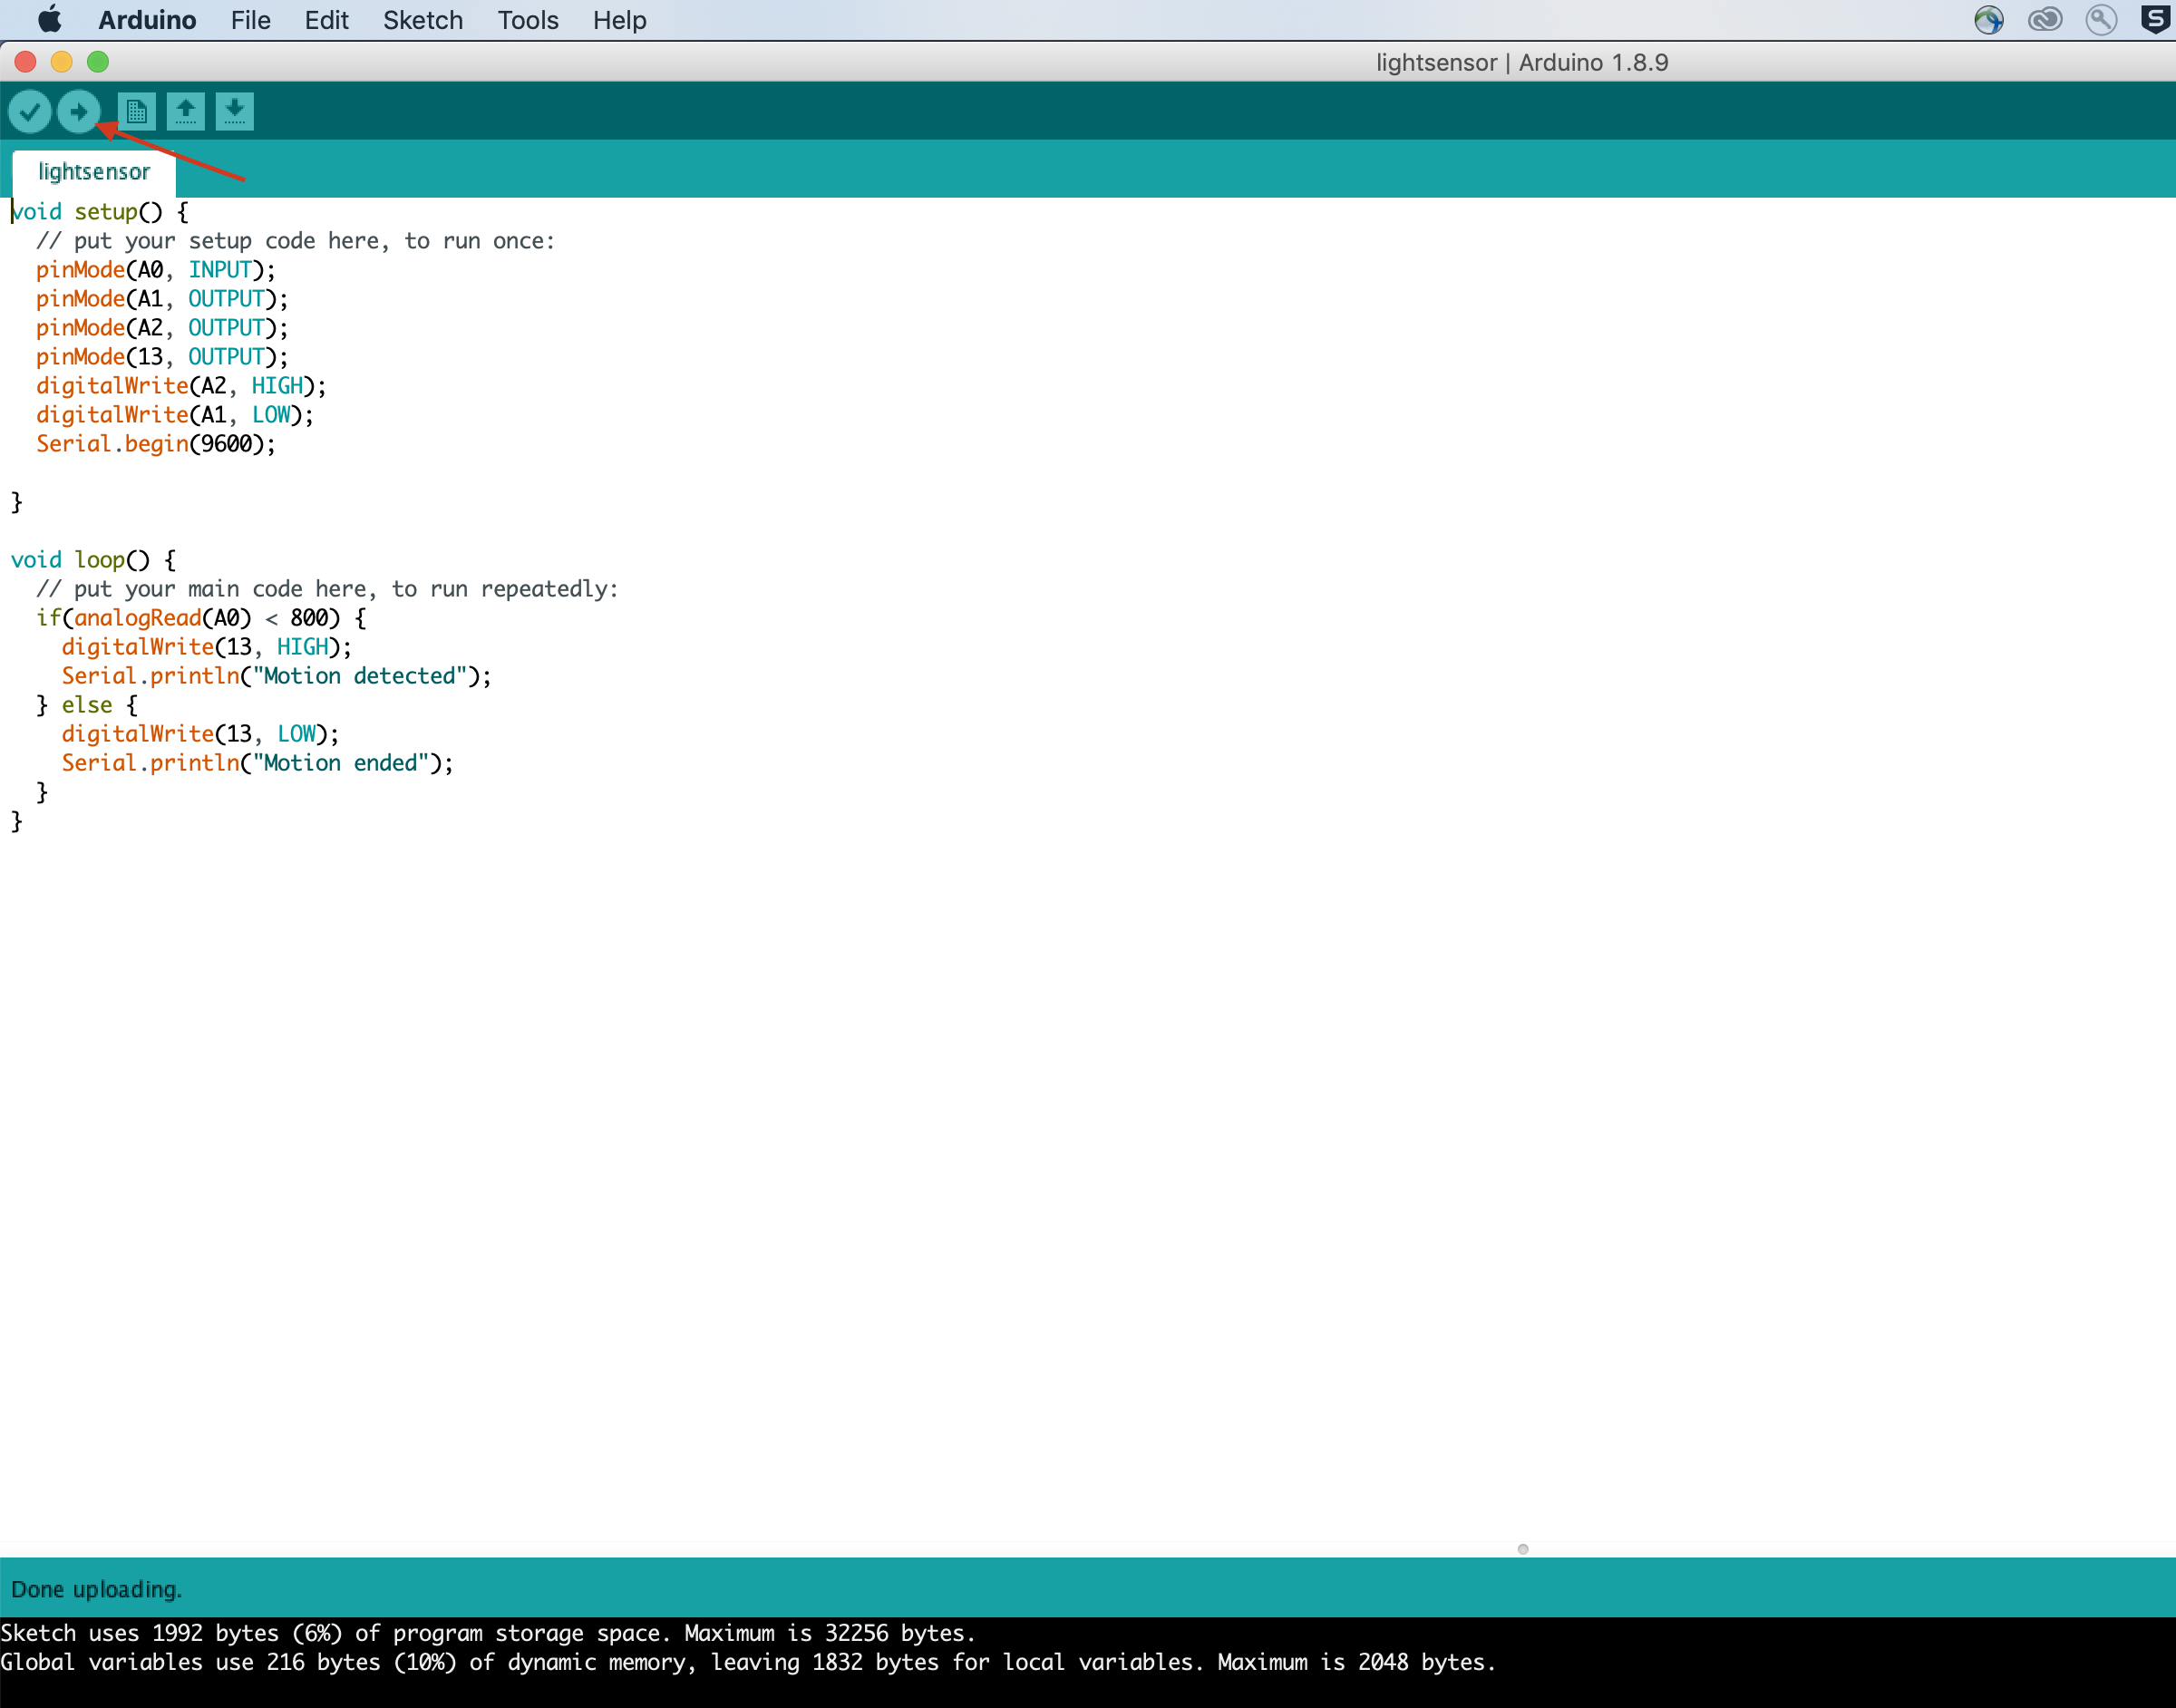 Arduino File Edit Sketch Tools Help
lightsensor | Arduino 1.8.9
lightsensor
void setup() {
  // put your setup code here, to run once:
  pinMode(A0, INPUT);
  pinMode(A1, OUTPUT);
  pinMode(A2, OUTPUT);
  pinMode(13, OUTPUT);
  digitalWrite(A2, HIGH);
  digitalWrite(A1, LOW);
  Serial.begin(9600);
}
void loop() {
  // put your main code here, to run repeatedly:
  if(analogRead(A0) < 800) {
    digitalWrite(13, HIGH);
    Serial.println("Motion detected");
  } else {
    digitalWrite(13, LOW);
    Serial.println("Motion ended");
  }
}
Done uploading.
Sketch uses 1992 bytes (6%) of program storage space. Maximum is 32256 bytes.
Global variables use 216 bytes (10%) of dynamic memory, leaving 1832 bytes for local variables. Maximum is 2048 bytes.